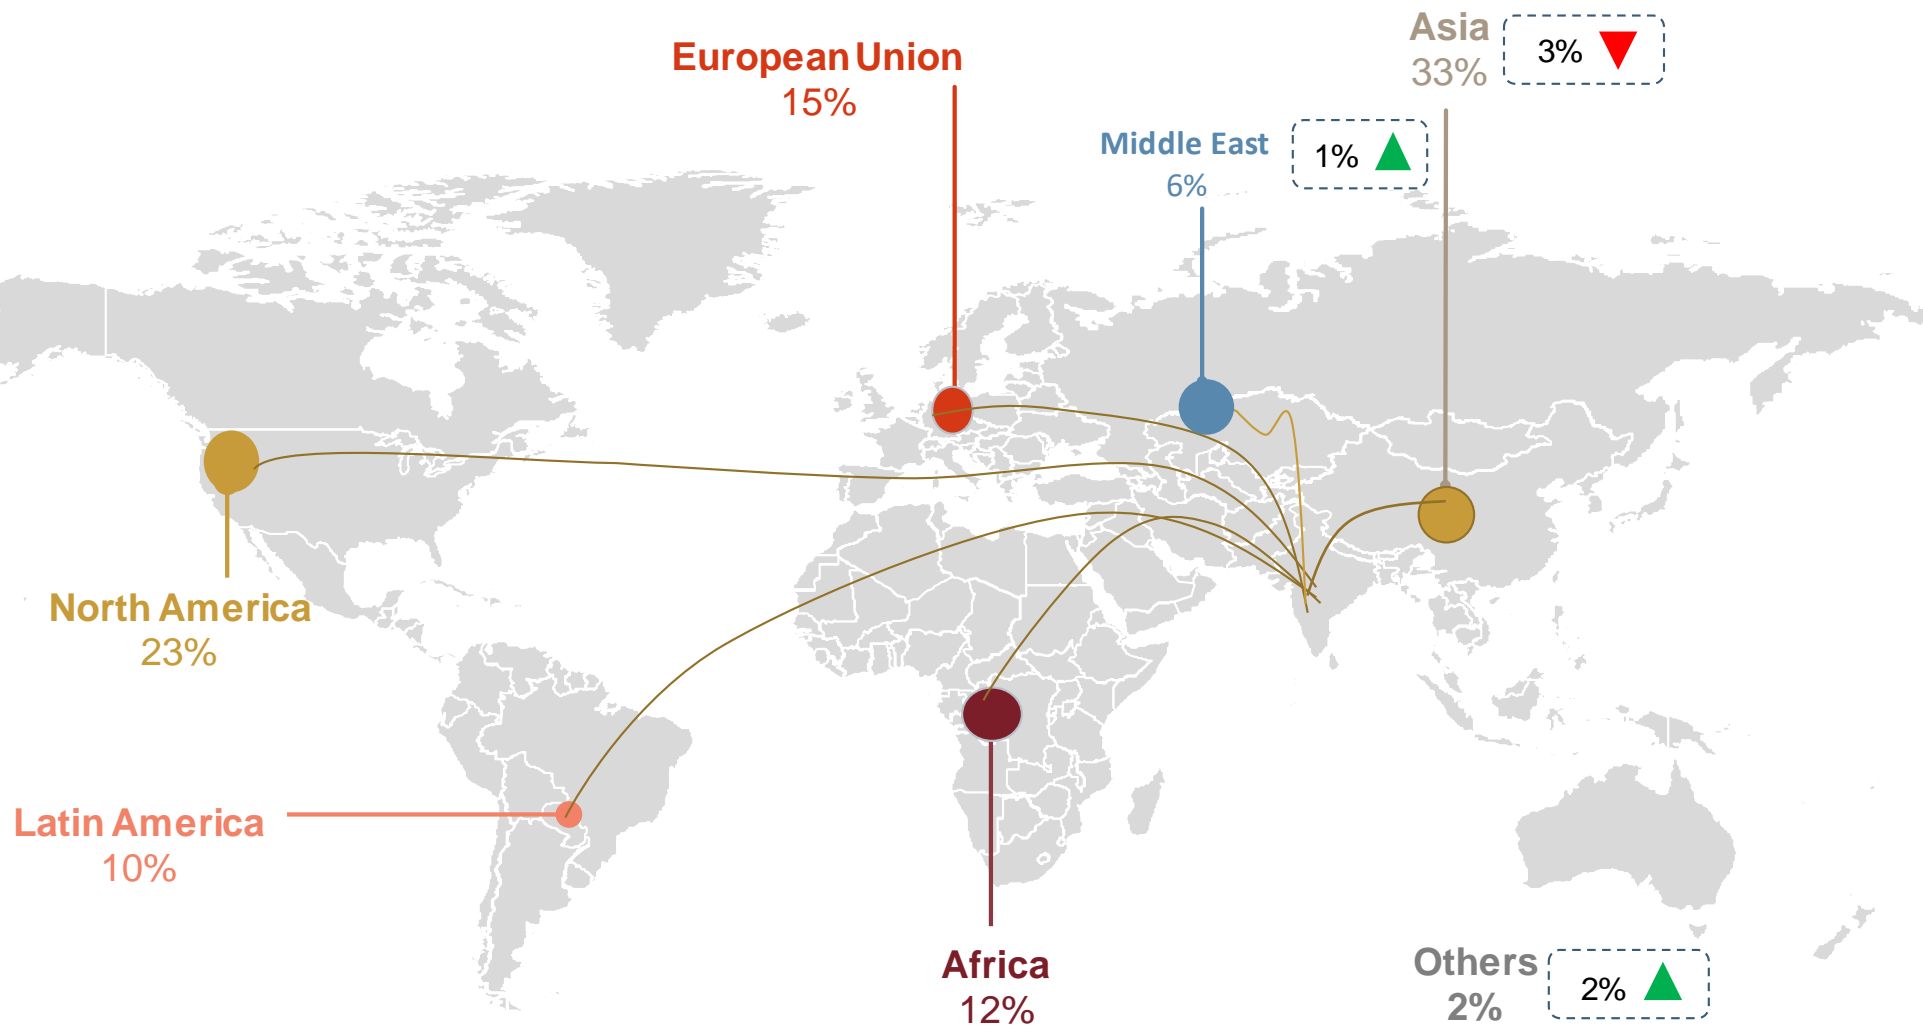 Asia
33%
3%
European Union
15%
Middle East
6%
1%
North America
23%
Latin America
10%
Africa
12%
Others
2%
2%